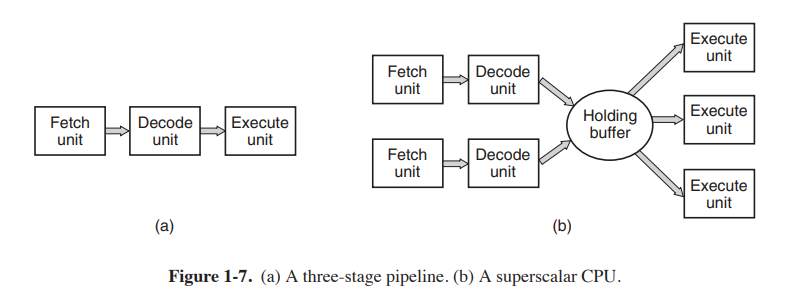 Fetch
unit
Decode
unit
Execute
unit
(a)
Fetch
unit
Decode
unit
Fetch
unit
Decode
unit
Holding
buffer
Execute
unit
Execute
unit
Execute
unit
(b)
Figure 1-7. (a) A three-stage pipeline. (b) A superscalar CPU.